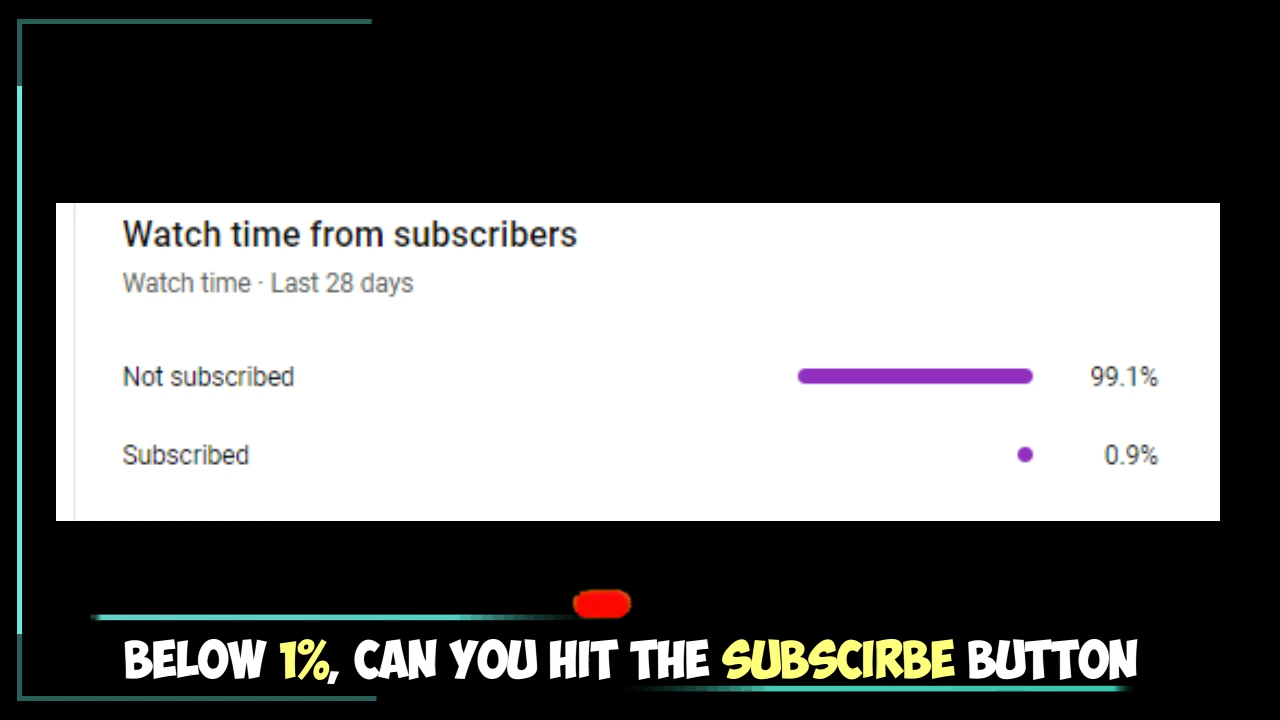 Watch time from subscribers
Watch time · Last 28 days
Not subscribed 99.1%
Subscribed 0.9%
BELOW 1%, CAN YOU HIT THE SUBSCIRBE BUTTON